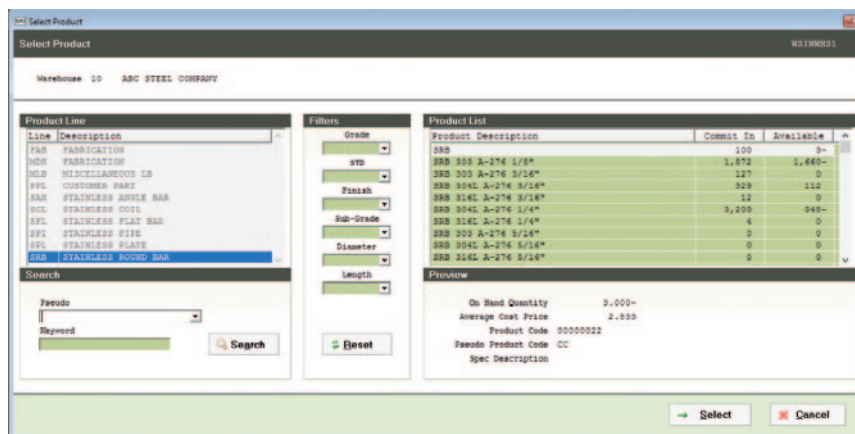 Select Product
Select Product WSINWHS1
Warehouse 10 ABC STEEL COMPANY
Product Line
Line Description
FAB FABRICATION
MDN FABRICATION
MLB MISCELLANEOUS LB
PPL CUSTOMER PART
SAN STAINLESS ANGLE BAR
SCL STAINLESS COIL
SFL STAINLESS FLAT BAR
SPI STAINLESS PIPE
SPL STAINLESS PLATE
SRB STAINLESS ROUND BAR
Search
Pseudo
Keyword
Search
Filters
Grade
STD
Finish
Sub-Grade
Diameter
Length
Reset
Product List
Product Description Commit In Available
SRB 100 3-
SRB 303 A-276 1/8" 1,872 1,660-
SRB 303 A-276 3/16" 127 0
SRB 304L A-276 3/16" 929 112
SRB 316L A-276 3/16" 12 0
SRB 304L A-276 1/4" 3,203 348-
SRB 316L A-276 1/4" 4 0
SRB 303 A-276 5/16" 0 0
SRB 304L A-276 5/16" 0 0
SRB 316L A-276 5/16" 0 0
Preview
On Hand Quantity 3.000-
Average Cost Price
Product Code 00000022
Pseudo Product Code CC
Spec Description
Select
Cancel